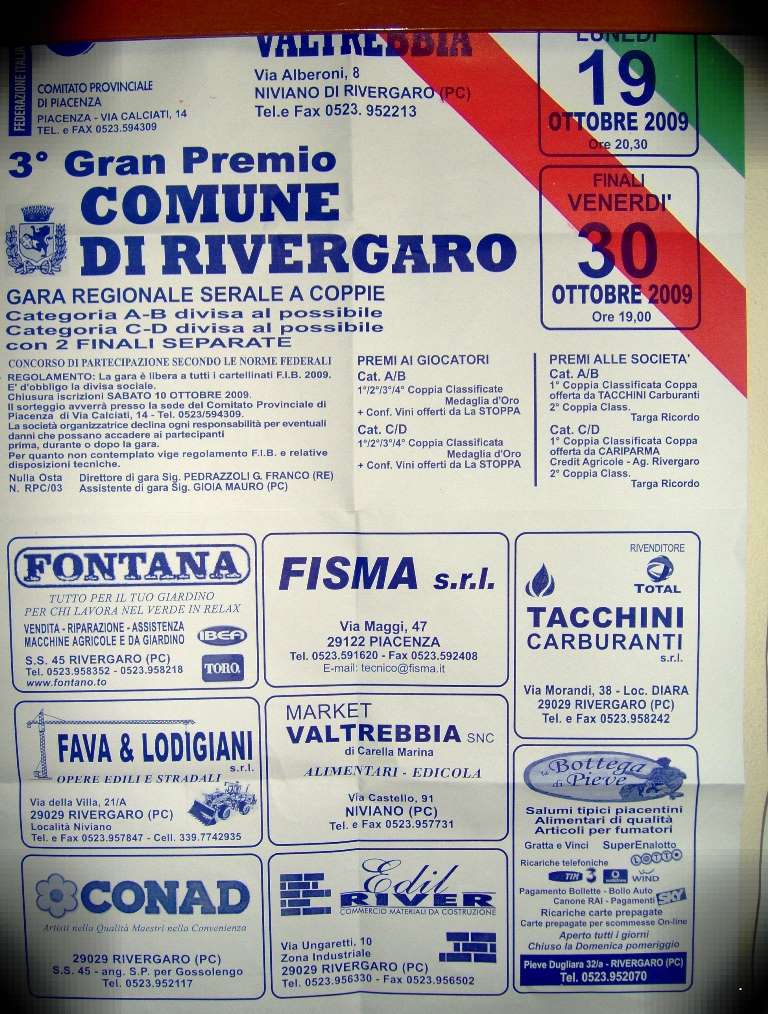 FEDERAZIONE ITALIA
COMITATO PROVINCIALE
DI PIACENZA
PIACENZA - VIA CALCIATI, 14
TEL. e FAX 0523.594309
VALTREBBIA
Via Alberoni, 8
NIVIANO DI RIVERGARO (PC)
Tel.e Fax 0523. 952213
LUNEDI'
19
OTTOBRE 2009
Ore 20,30
FINALI
VENERDI'
30
OTTOBRE 2009
Ore 19,00
3° Gran Premio
COMUNE
DI RIVERGARO
GARA REGIONALE SERALE A COPPIE
Categoria A-B divisa al possibile
Categoria C-D divisa al possibile
con 2 FINALI SEPARATE
CONCORSO DI PARTECIPAZIONE SECONDO LE NORME FEDERALI
REGOLAMENTO: La gara è libera a tutti i cartellinati F.I.B. 2009.
E' d'obbligo la divisa sociale.
Chiusura iscrizioni SABATO 10 OTTOBRE 2009.
Il sorteggio avverrà presso la sede del Comitato Provinciale di
Piacenza di Via Calciati, 14 - Tel. 0523/594309.
La società organizzatrice declina ogni responsabilità per eventuali
danni che possano accadere ai partecipanti
prima, durante o dopo la gara.
Per quanto non contemplato vige regolamento F.I.B. e relative
disposizioni tecniche.
Nulla Osta Direttore di gara Sig. PEDRAZZOLI G. FRANCO (RE)
N. RPC/03 Assistente di gara Sig. GIOIA MAURO (PC)
PREMI AI GIOCATORI
Cat. A/B
1°/2°/3°/4° Coppia Classificate
Medaglia d'Oro
+ Conf. Vini offerti da La STOPPA
Cat. C/D
1°/2°/3°/4° Coppia Classificata
Medaglia d'Oro
+ Conf. Vini offerti da La STOPPA
PREMI ALLE SOCIETA'
Cat. A/B
1° Coppia Classificata Coppa
offerta da TACCHINI Carburanti
2° Coppia Class.
Targa Ricordo
Cat. C/D
1° Coppia Classificata Coppa
offerta da CARIPARMA
Credit Agricole - Ag. Rivergaro
2° Coppia Class.
Targa Ricordo
FONTANA
TUTTO PER IL TUO GIARDINO
PER CHI LAVORA NEL VERDE IN RELAX
VENDITA - RIPARAZIONE - ASSISTENZA
MACCHINE AGRICOLE E DA GIARDINO
IBEA
S.S. 45 RIVERGARO (PC)
Tel. 0523.958352 - 0523.958218
www.fontano.to
TORO.
FISMA s.r.l.
Via Maggi, 47
29122 PIACENZA
Tel. 0523.591620 - Fax 0523.592408
E-mail: tecnico@fisma.it
RIVENDITORE
TOTAL
TACCHINI
CARBURANTI
s.r.l.
Via Morandi, 38 - Loc. DIARA
29029 RIVERGARO (PC)
Tel. 0523.958242
FAVA & LODIGIANI
s.r.l.
OPERE EDILI E STRADALI
Via della Villa, 21/A
29029 RIVERGARO (PC)
Località Niviano
Tel. e Fax 0523.957847 - Cell. 339.7742935
MARKET
VALTREBBIA SNC
di Carella Marina
ALIMENTARI - EDICOLA
Via Castello, 91
NIVIANO (PC)
Tel. e Fax 0523.957731
la Bottega
di Pieve
Salumi tipici piacentini
Alimentari di qualità
Articoli per fumatori
Gratta e Vinci SuperEnalotto
LOTTO
Ricariche telefoniche
TIM 3 vodafone WIND
Pagamento Bollette - Bollo Auto
Canone RAI - Pagamenti SKY
Ricariche carte prepagate
Carte prepagate per scommesse On-line
Aperto tutti i giorni
Chiuso la Domenica pomeriggio
Pieve Dugliara 32/a - RIVERGARO (PC)
Tel. 0523.952070
CONAD
Artisti nella Qualità Maestri nella Convenienza
29029 RIVERGARO (PC)
S.S. 45 - ang. S.P. per Gossolengo
Tel. 0523.952117
Edil
RIVER
COMMERCIO MATERIALI DA COSTRUZIONE
Via Ungaretti, 10
Zona Industriale
29029 RIVERGARO (PC)
Tel. 0523.956330 - Fax 0523.956502